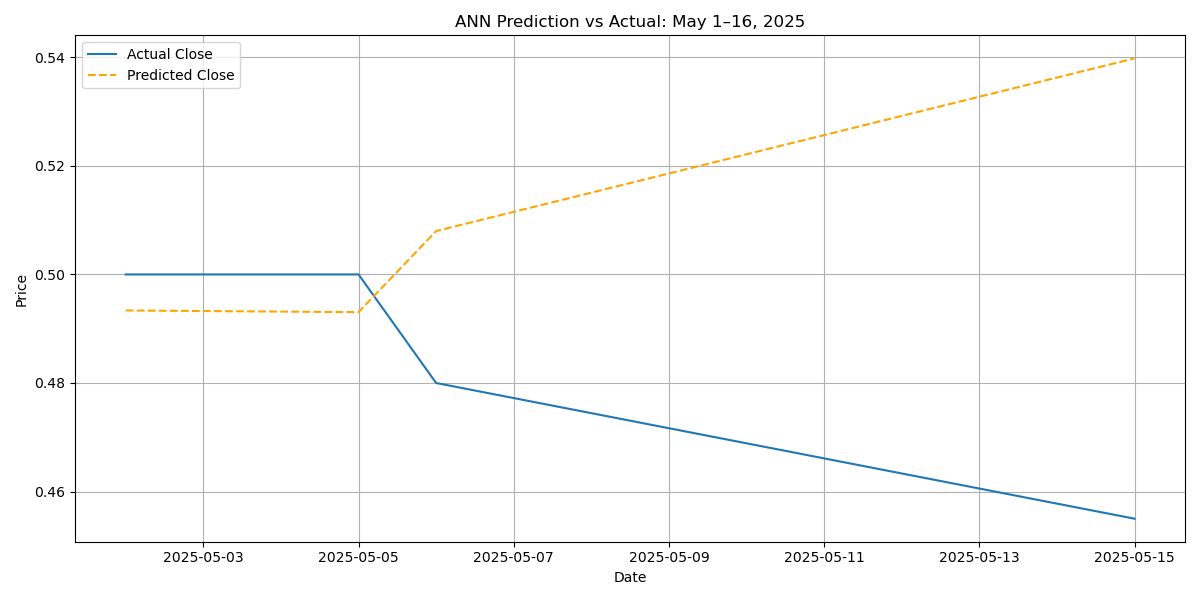 ANN Prediction vs Actual: May 1–16, 2025
Actual Close
Predicted Close
0.54
0.52
0.50
0.48
0.46
Price
2025-05-03
2025-05-05
2025-05-07
2025-05-09
2025-05-11
2025-05-13
2025-05-15
Date